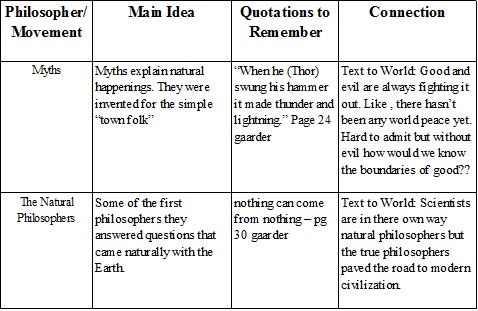 Philosopher/
Movement
Main Idea
Quotations to
Remember
Connection
Myths
Myths explain natural
happenings. They were
invented for the simple
“town folk”
“When he (Thor)
swung his hammer
it made thunder and
lightning.” Page 24
gaarder
Text to World: Good and
evil are always fighting it
out. Like , there hasn’t
been any world peace yet.
Hard to admit but without
evil how would we know
the boundaries of good??
The Natural
Philosophers
Some of the first
philosophers they
answered questions that
came naturally with the
Earth.
nothing can come
from nothing – pg
30 gaarder
Text to World: Scientists
are in there own way
natural philosophers but
the true philosophers
paved the road to modern
civilization.